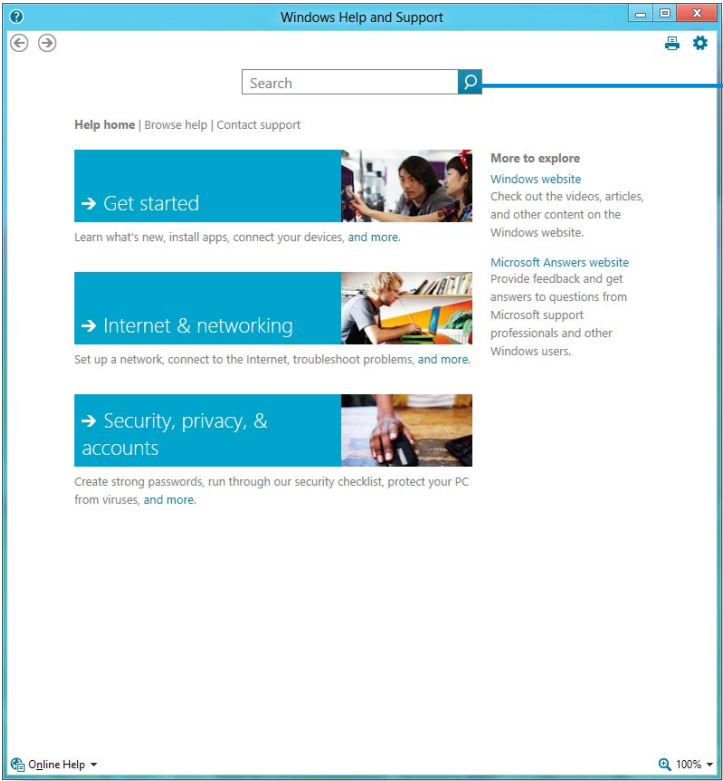 Windows Help and Support
Search
Help home | Browse help | Contact support
Get started
Learn what's new, install apps, connect your devices, and more.
Internet & networking
Set up a network, connect to the Internet, troubleshoot problems, and more.
Security, privacy, &
accounts
Create strong passwords, run through our security checklist, protect your PC
from viruses, and more.
More to explore
Windows website
Check out the videos, articles,
and other content on the
Windows website.
Microsoft Answers website
Provide feedback and get
answers to questions from
Microsoft support
professionals and other
Windows users.
Online Help
100%